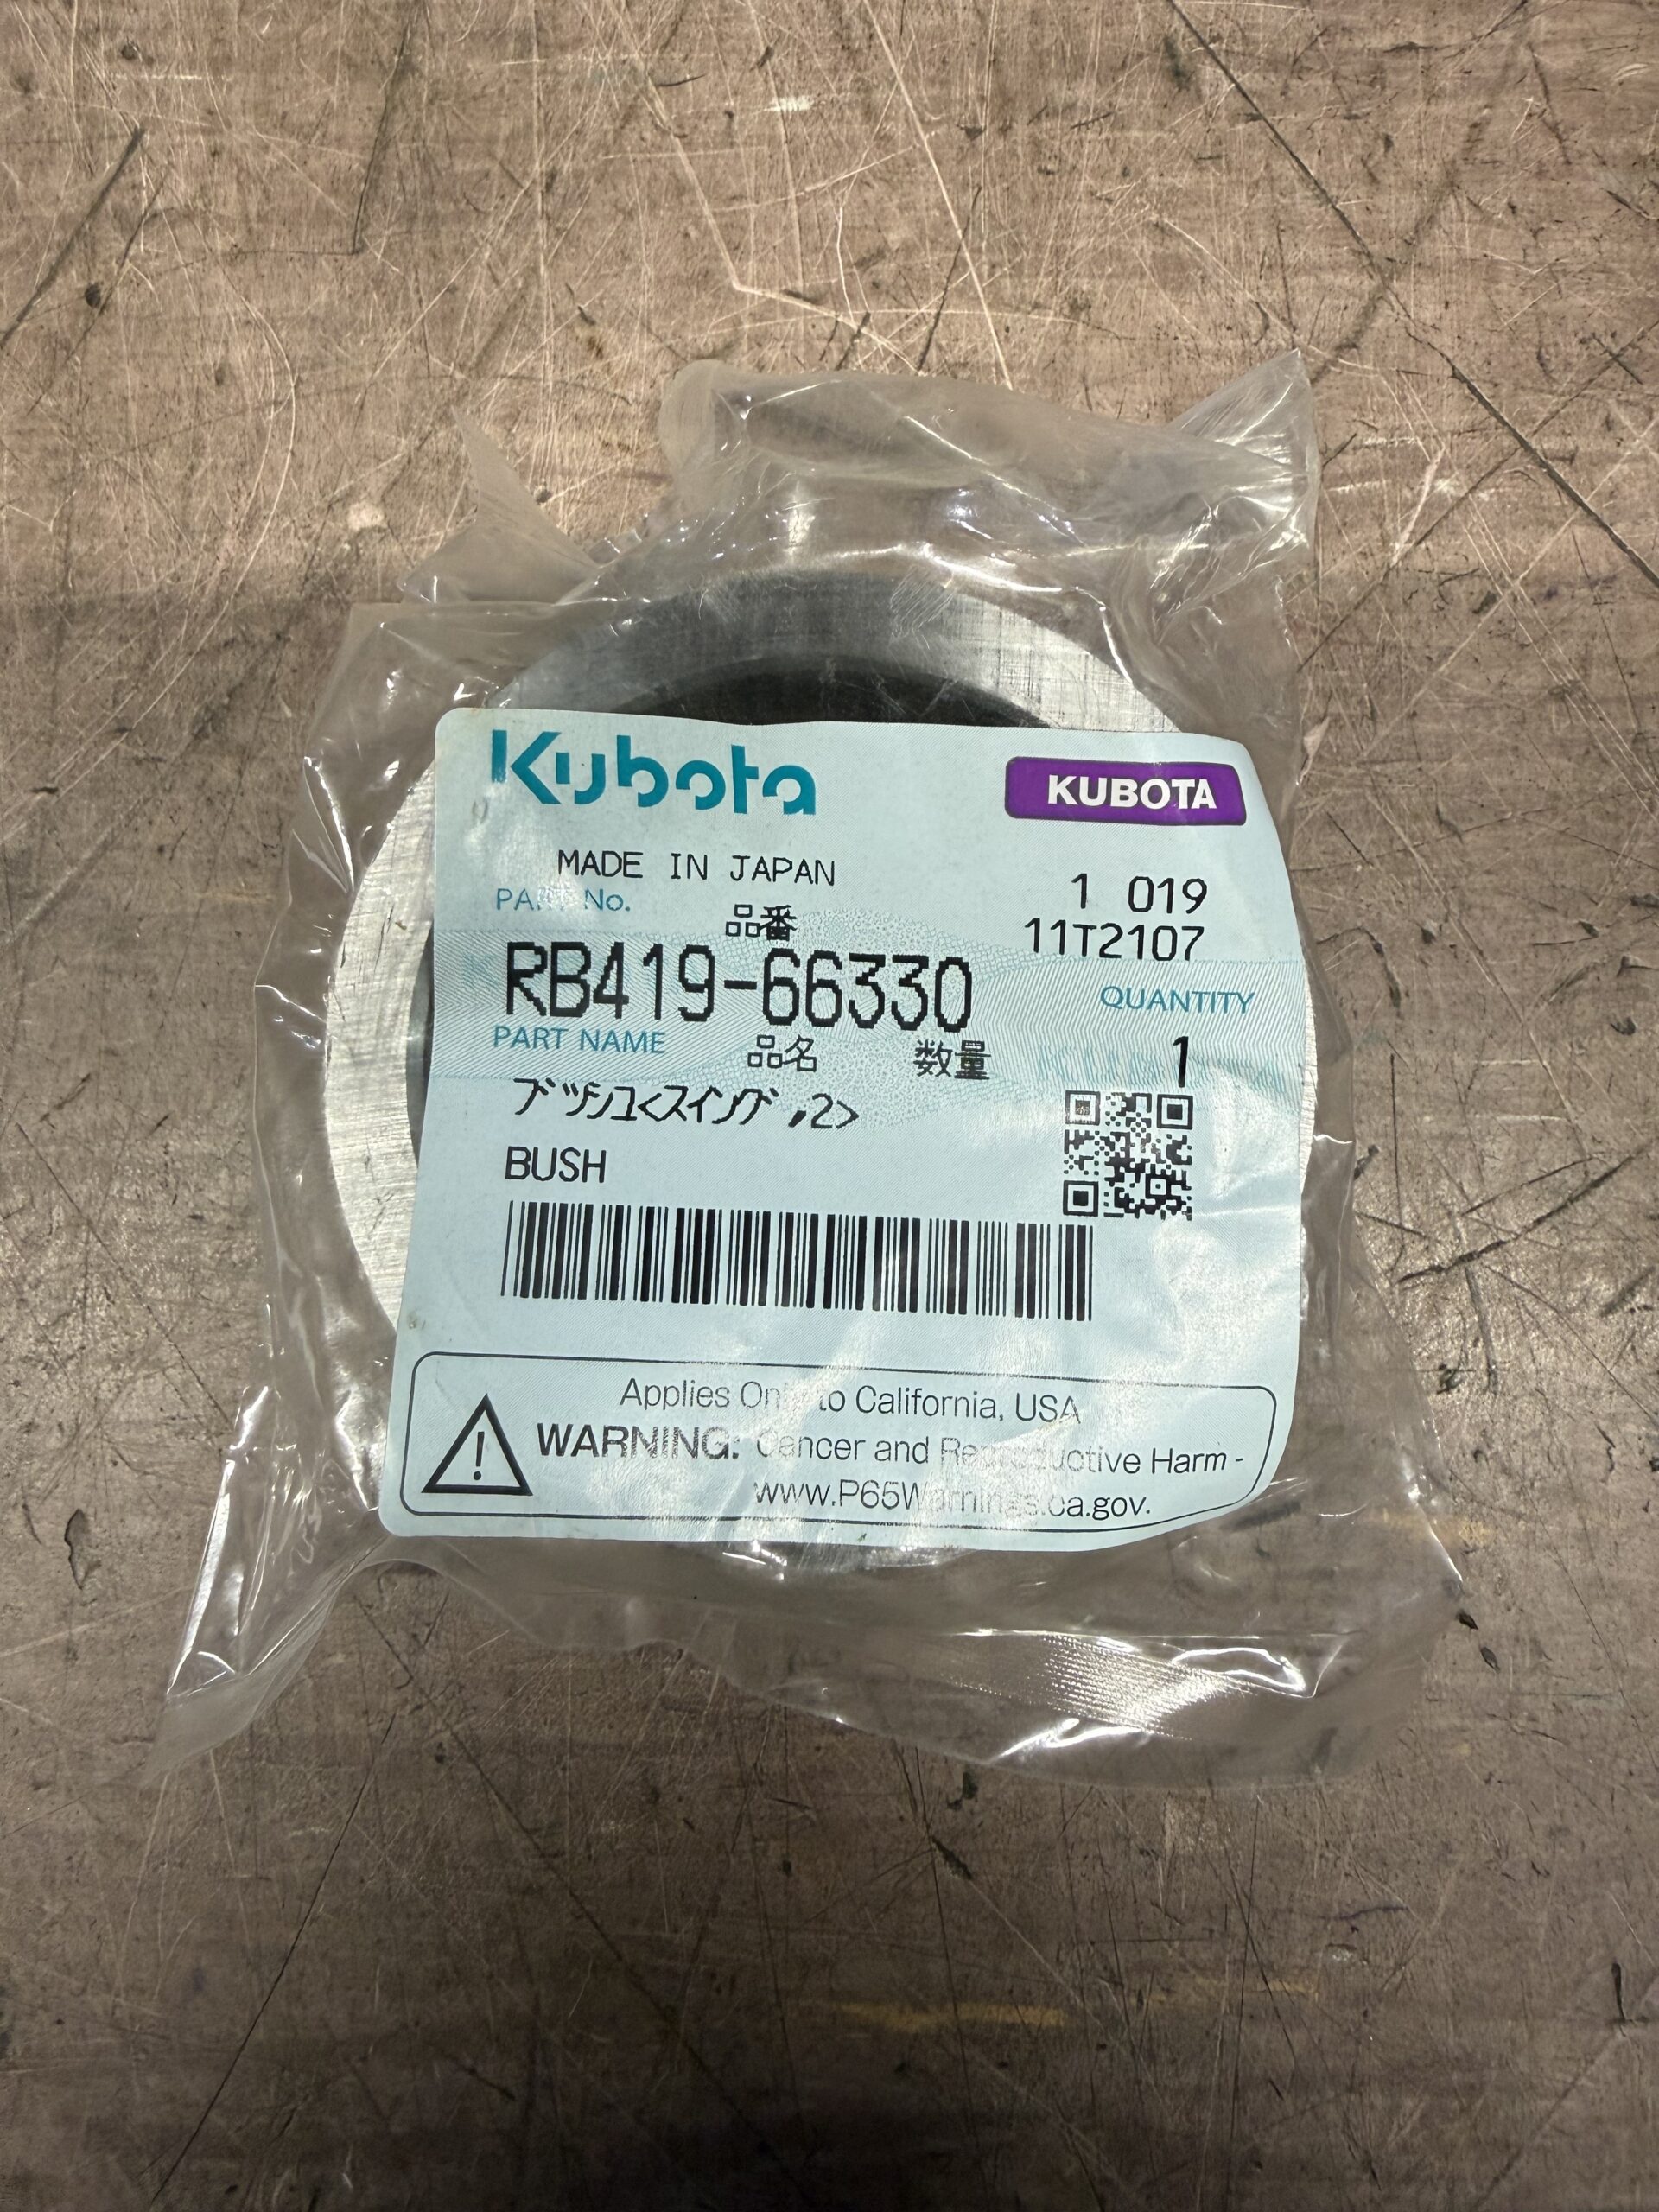 Kubota
KUBOTA
MADE IN JAPAN
PART No.
品番
1 019
11T2107
RB419-66330
QUANTITY
PART NAME
品名
数量
1
ブッシュ<スイング,2>
BUSH
Applies Only to California, USA
WARNING: Cancer and Reproductive Harm -
www.P65Warnings.ca.gov.